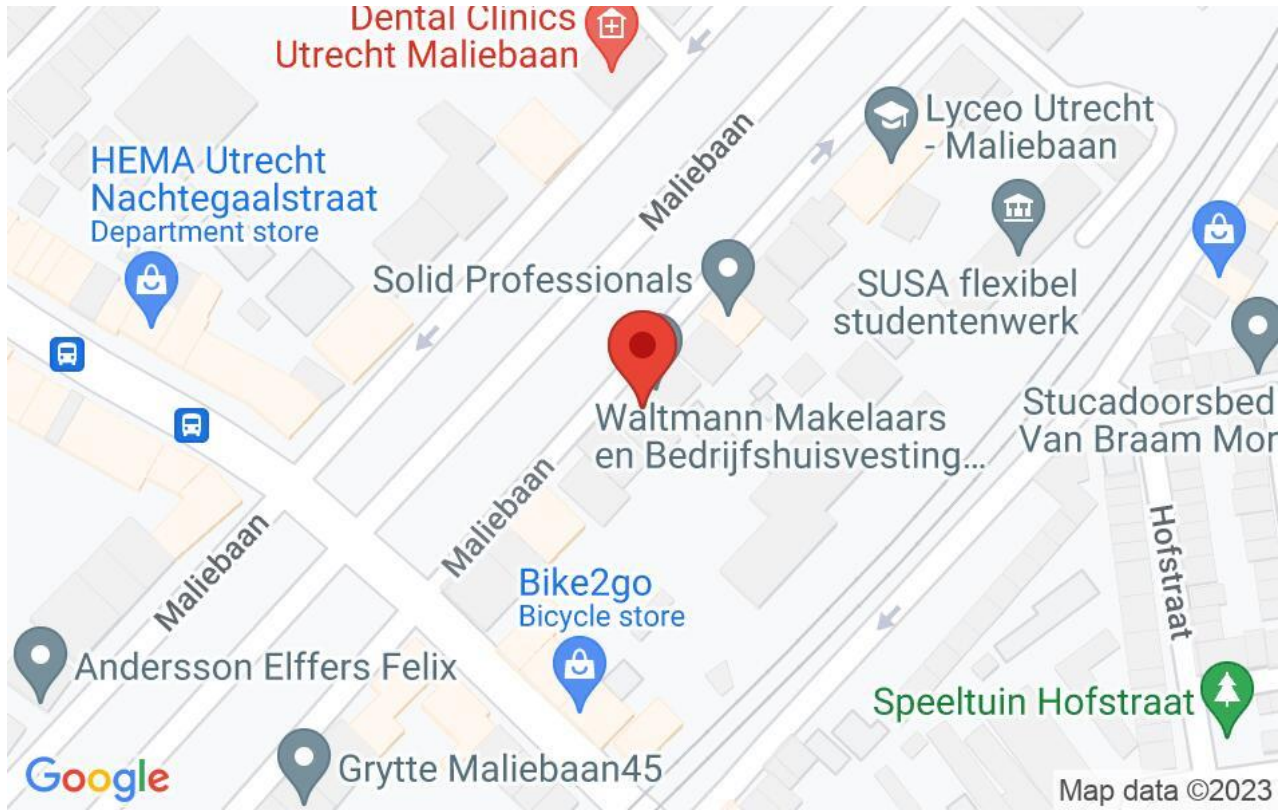 Dental Clinics
Utrecht Maliebaan
Lyceo Utrecht
- Maliebaan
Maliebaan
HEMA Utrecht
Nachtegaalstraat
Department store
Solid Professionals
SUSA flexibel
studentenwerk
Waltmann Makelaars
en Bedrijfshuisvesting...
Stucadoorsbed
Van Braam Mor
Maliebaan
Maliebaan
Hofstraat
Bike2go
Bicycle store
Andersson Elffers Felix
Speeltuin Hofstraat
Grytte Maliebaan45
Google
Map data ©2023